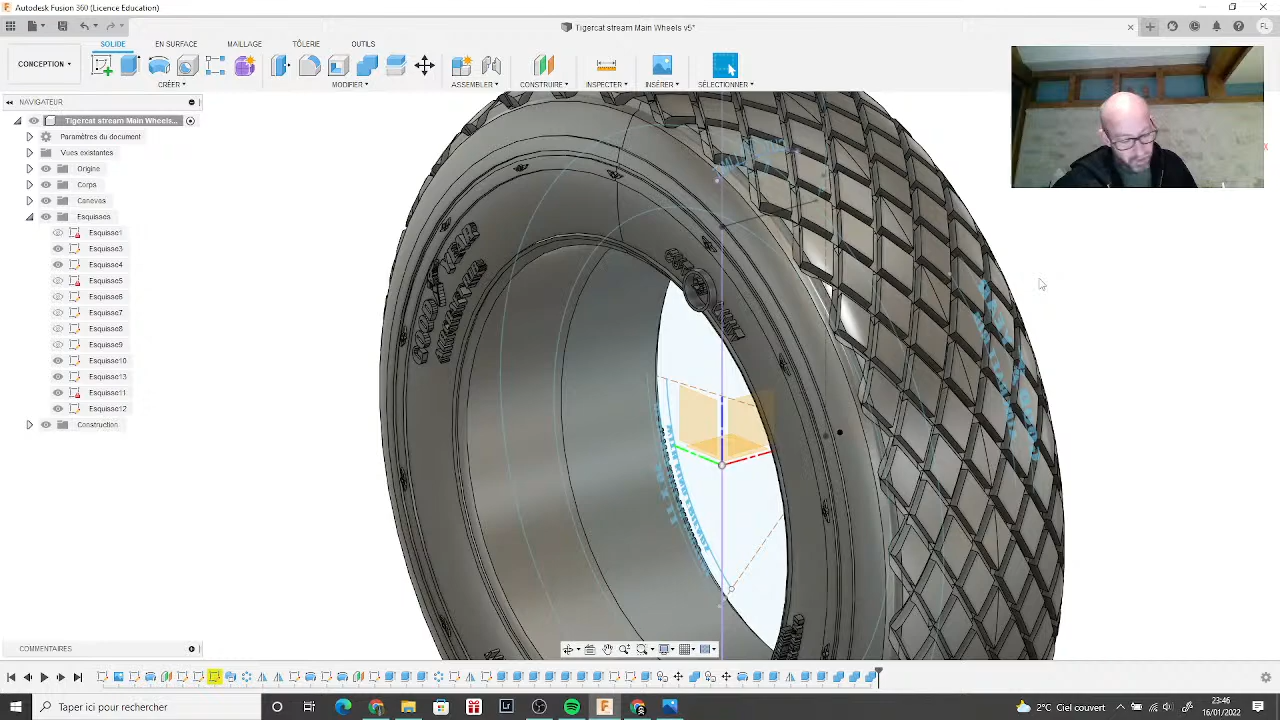 Autodesk Fusion 360 (Licence Education)
Tigercat stream Main Wheels v5*
FL
SOLIDE EN SURFACE MAILLAGE TÔLERIE OUTILS
CONCEPTION
CRÉER MODIFIER ASSEMBLER CONSTRUIRE INSPECTER INSÉRER SÉLECTIONNER
NAVIGATEUR
Tigercat stream Main Wheels...
Paramètres du document
Vues existantes
Origine
Corps
Canevas
Esquisses
Esquisse1
Esquisse3
Esquisse4
Esquisse5
Esquisse6
Esquisse7
Esquisse8
Esquisse9
Esquisse10
Esquisse13
Esquisse11
Esquisse12
Construction
COMMENTAIRES
Taper ici pour rechercher
2°C Ciel couvert
23:46
16/01/2022